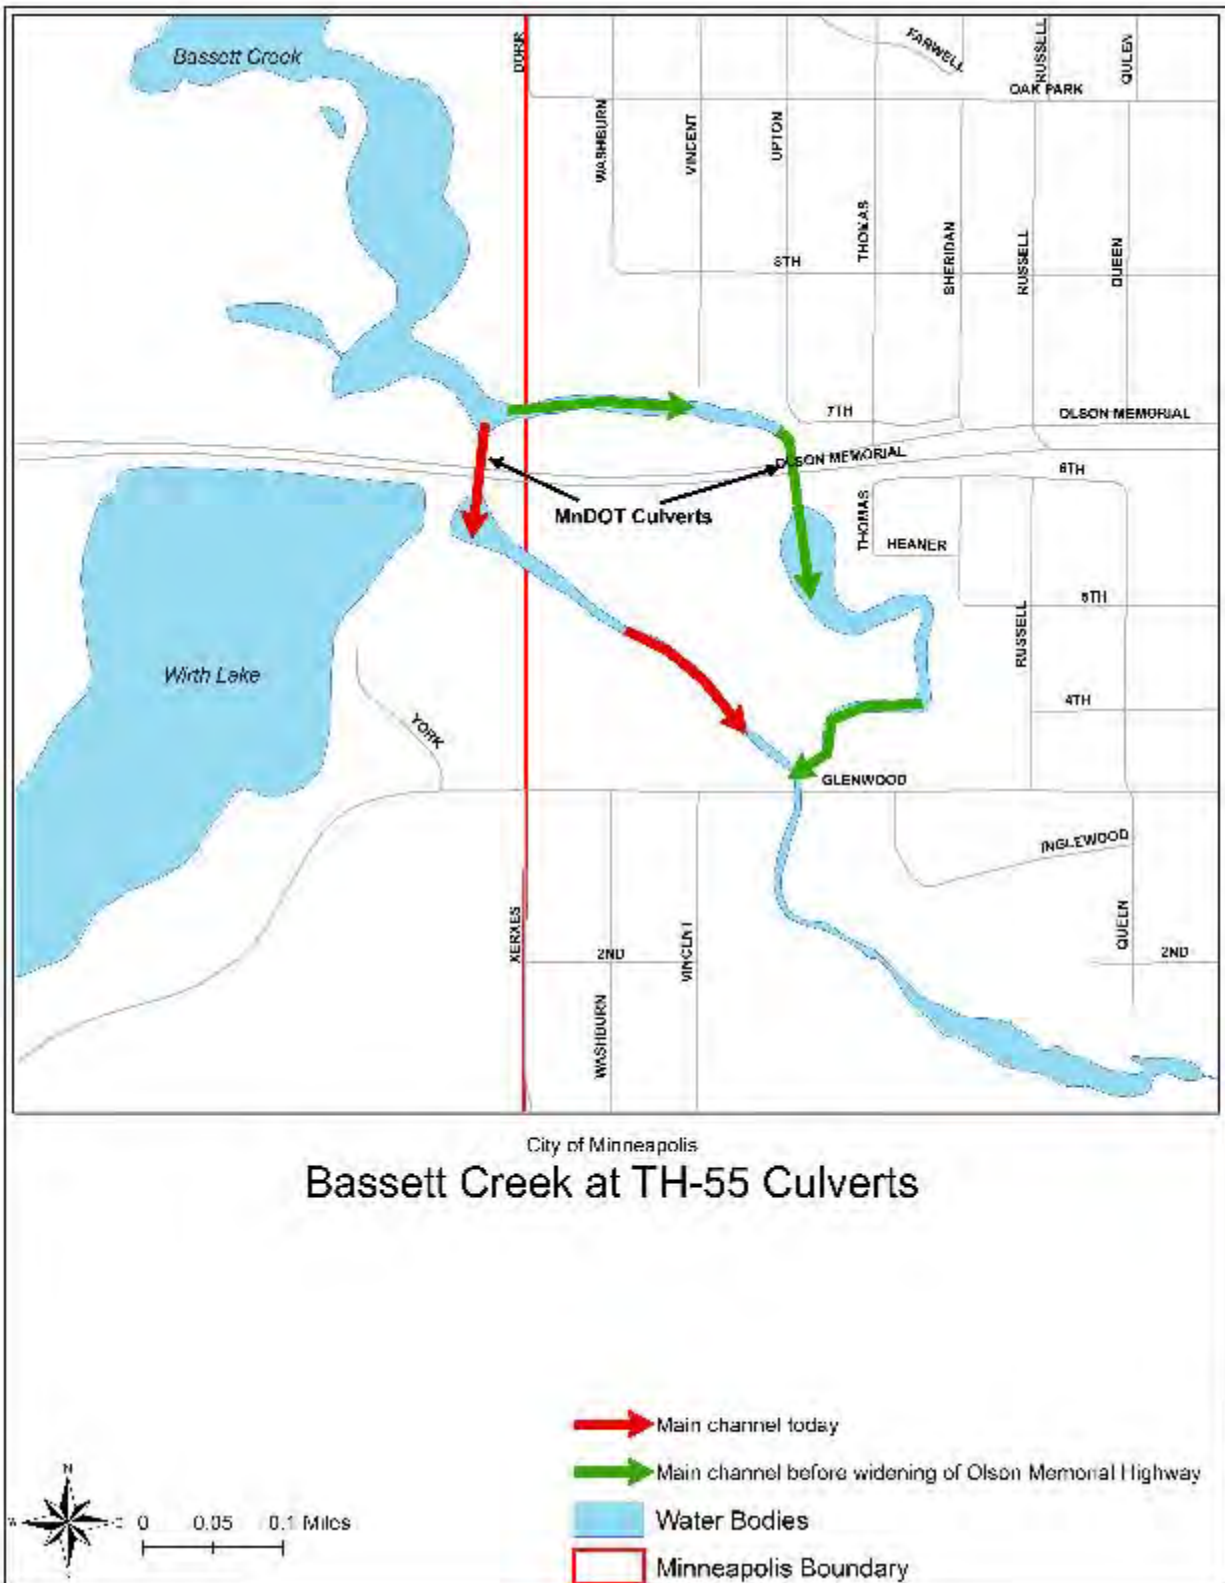 Bassett Creek
DORR
FARWELL
RUSSELL
QUEEN
OAK PARK
WASHBURN
VINCENT
UPTON
THOMAS
SHERIDAN
RUSSELL
QUEEN
8TH
7TH
OLSON MEMORIAL
OLSON MEMORIAL
6TH
MnDOT Culverts
THOMAS
HEANER
5TH
RUSSELL
Wirth Lake
4TH
YORK
GLENWOOD
INGLEWOOD
XERXES
2ND
VINCENT
QUEEN
2ND
WASHBURN
City of Minneapolis
Bassett Creek at TH-55 Culverts
Main channel today
Main channel before widening of Olson Memorial Highway
Water Bodies
Minneapolis Boundary
N
W
0 0.05 0.1 Miles